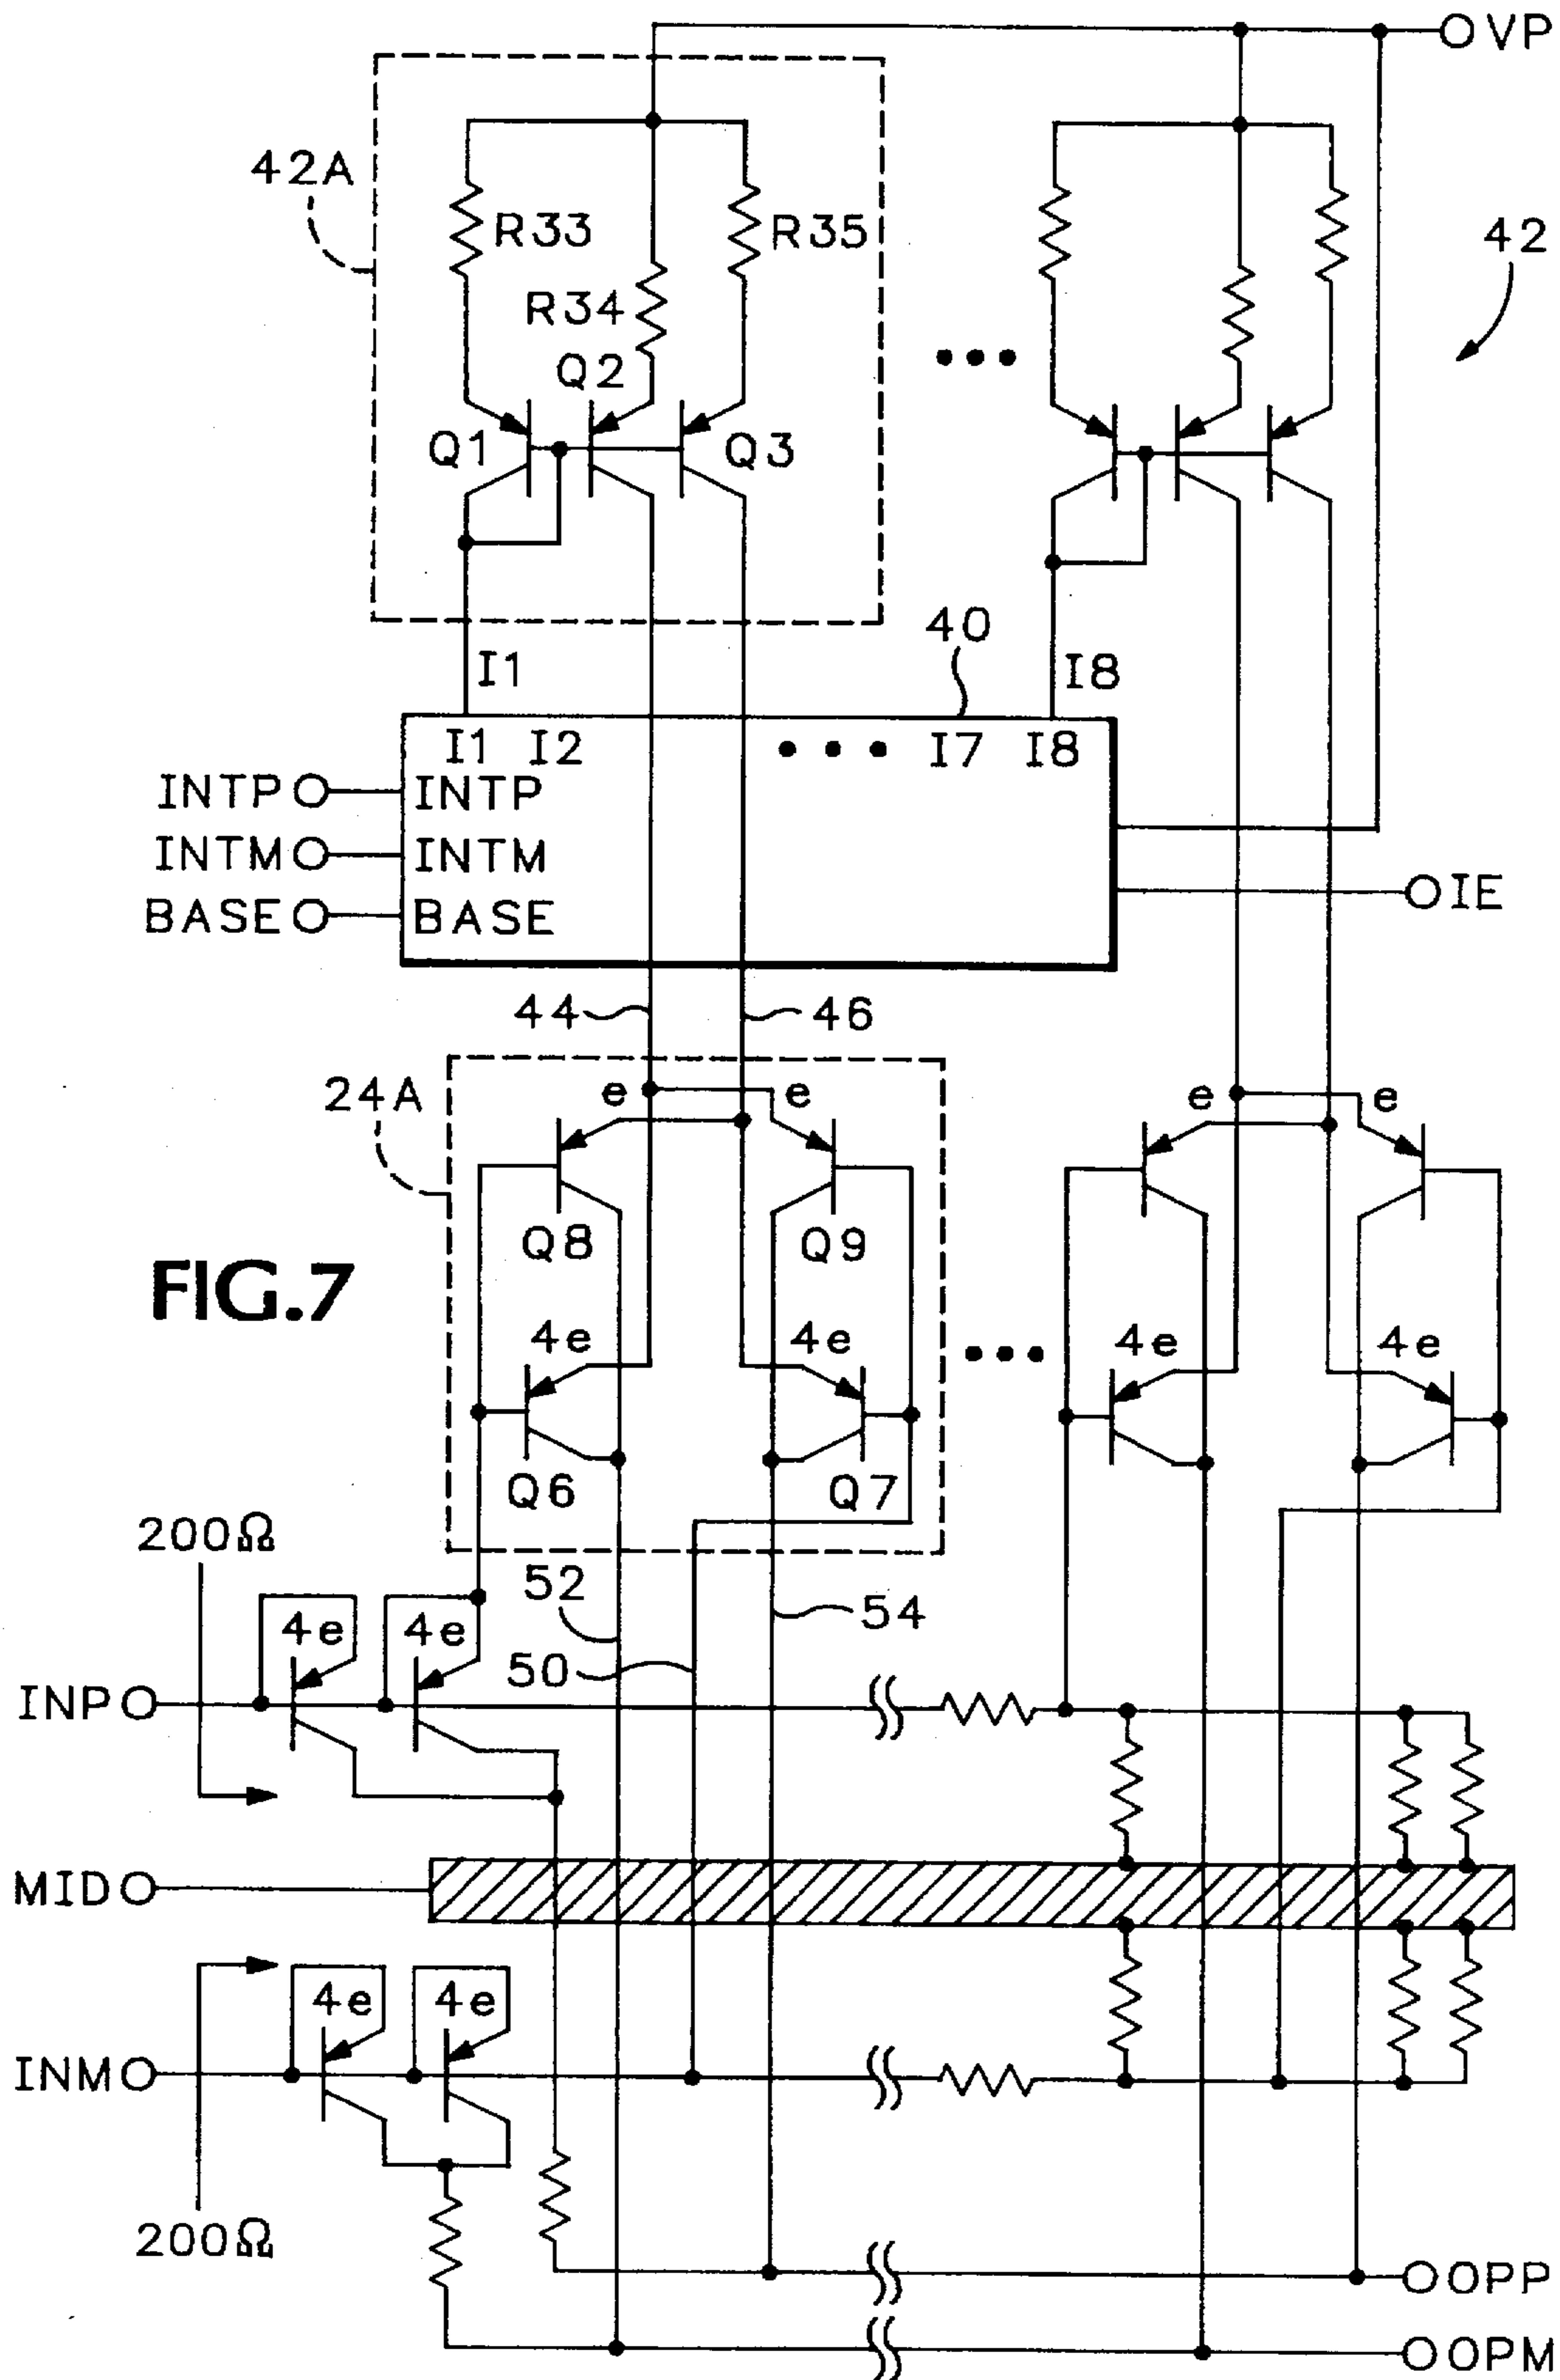 VP
42A
R33
R35
42
R34
Q2
Q1
Q3
40
I1
I8
I1 I2 I7 I8
INTP INTP
INTM INTM
BASE BASE
IE
44
46
24A
e
e
e
e
Q8
Q9
FIG.7
4e
4e
4e
4e
Q6
Q7
200Ω
52
54
4e
4e
50
INP
MID
4e
4e
INM
200Ω
OPP
OPM